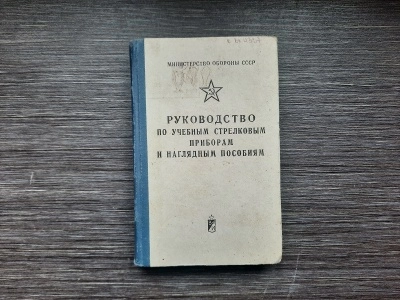 МИНИСТЕРСТВО ОБОРОНЫ СССР
РУКОВОДСТВО
ПО УЧЕБНЫМ СТРЕЛКОВЫМ
ПРИБОРАМ
И НАГЛЯДНЫМ ПОСОБИЯМ